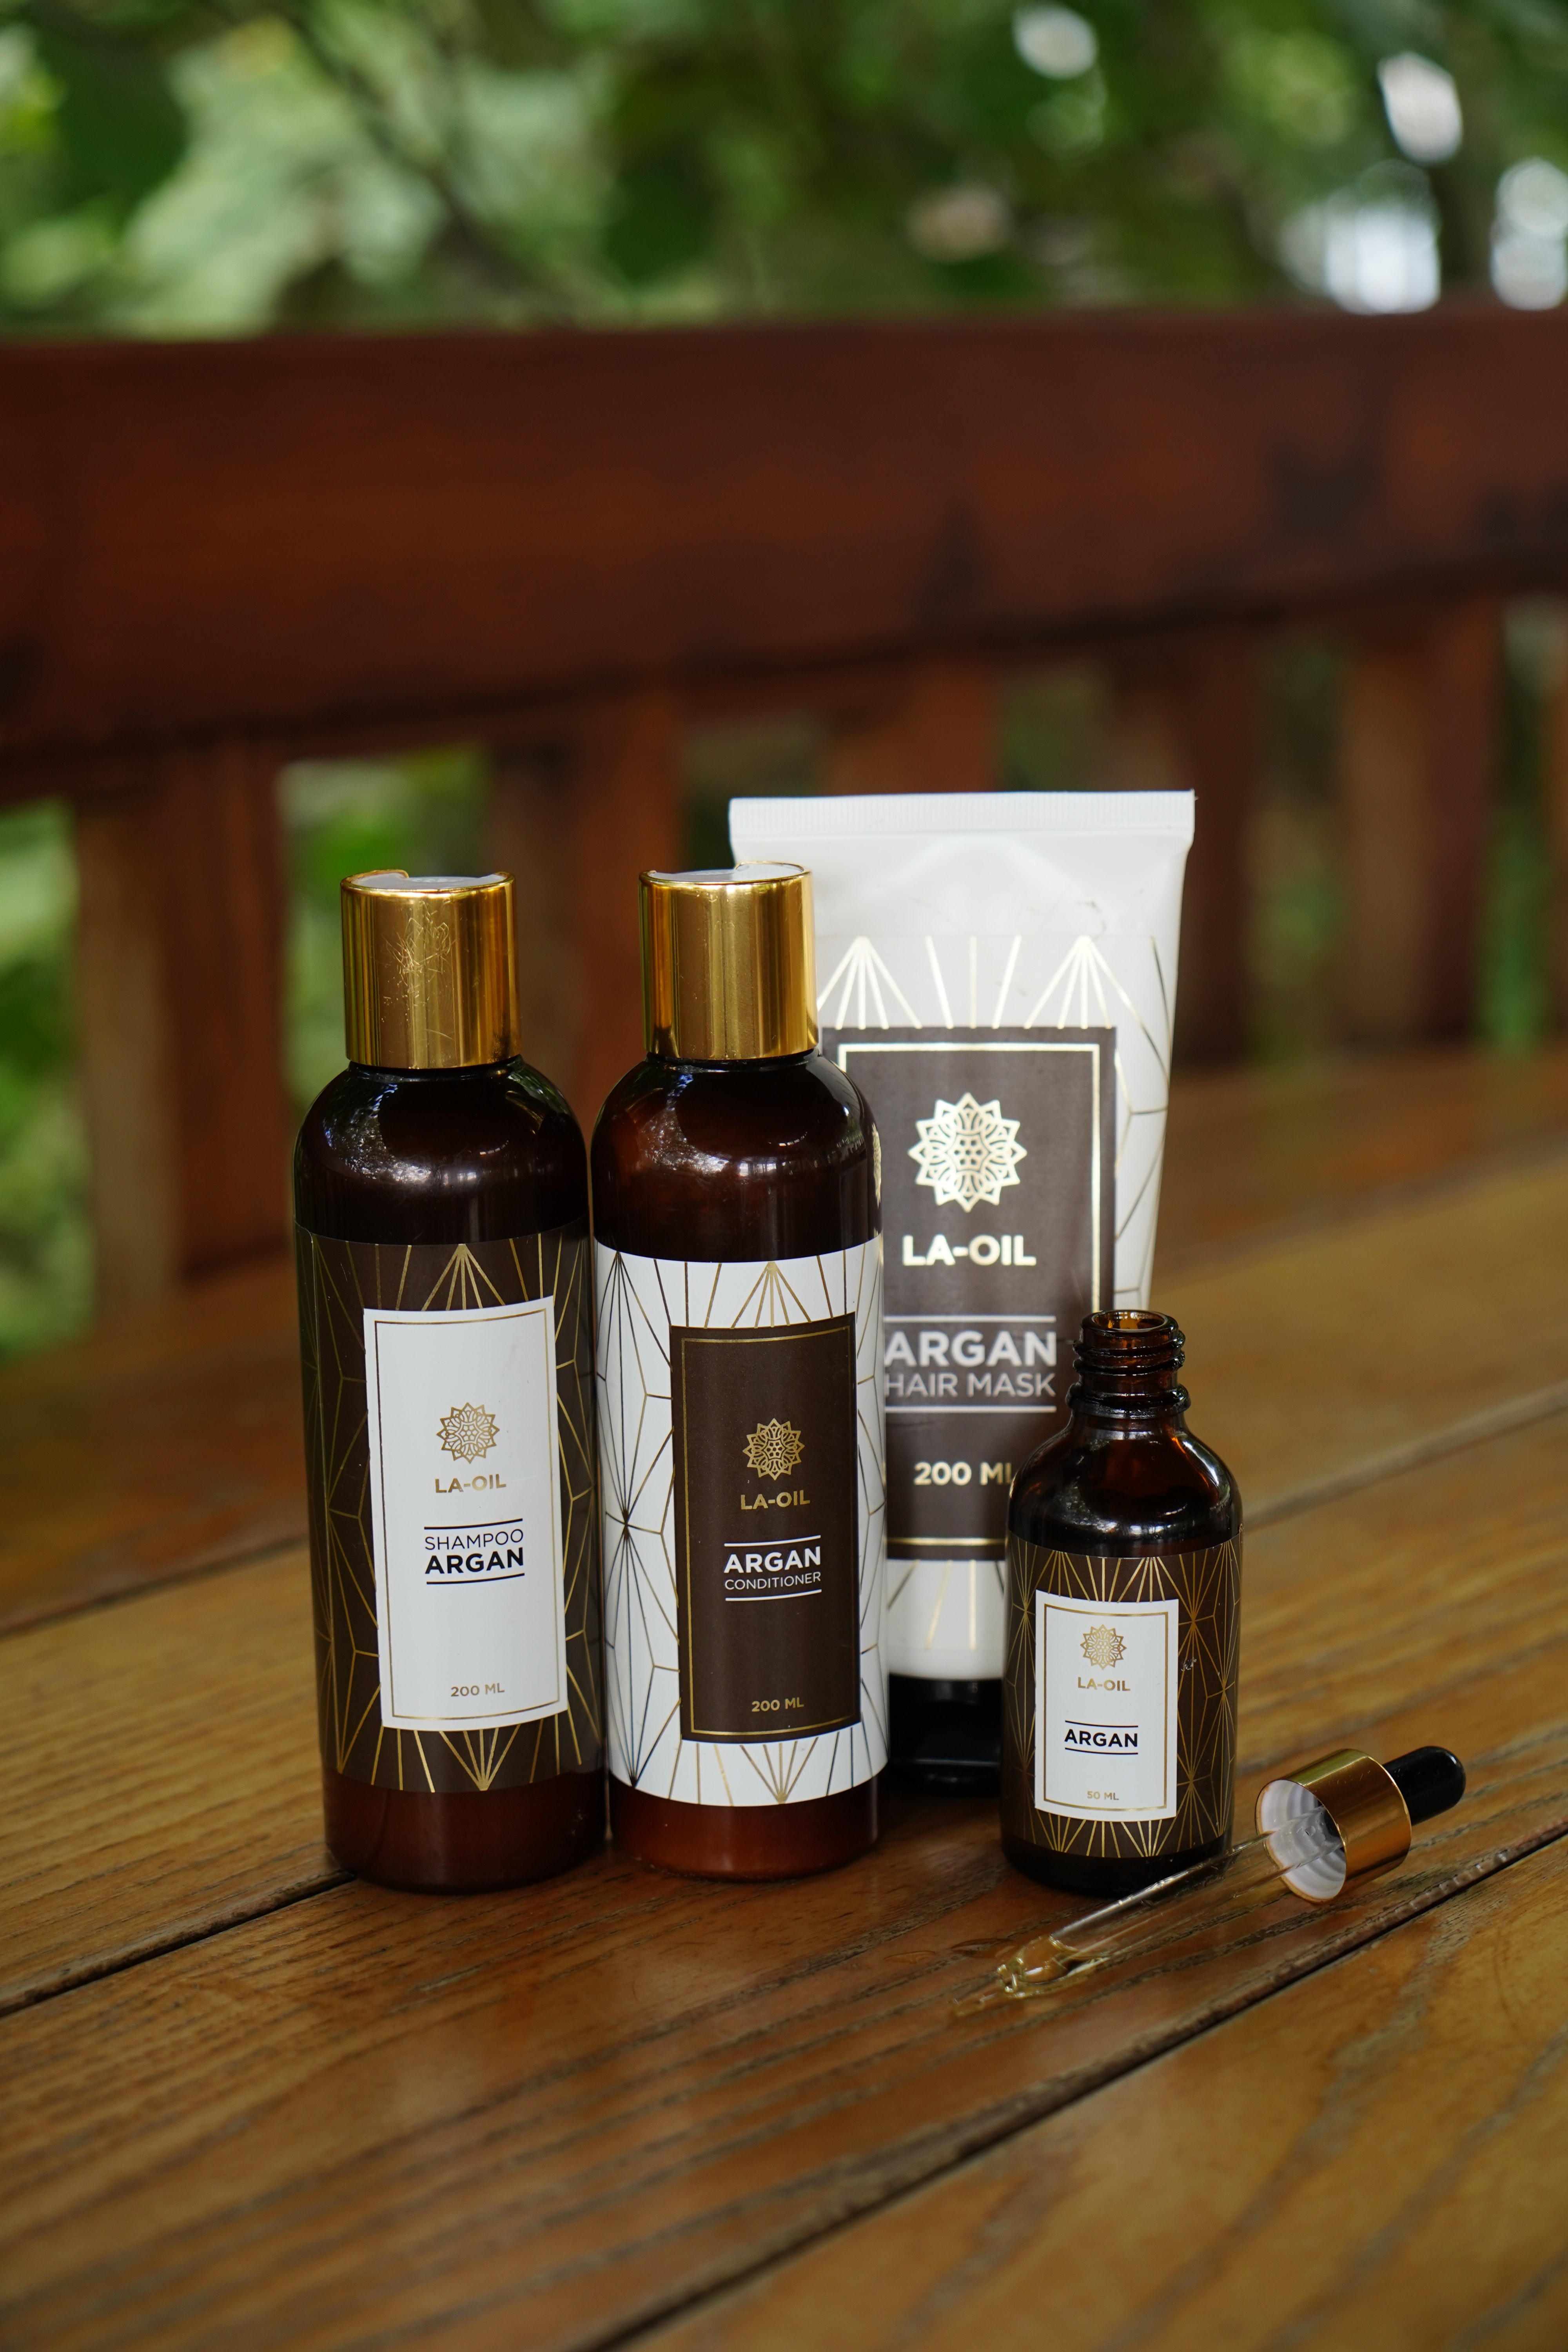 LA-OIL
SHAMPOO
ARGAN
200 ML
LA-OIL
ARGAN
CONDITIONER
200 ML
LA-OIL
ARGAN
HAIR MASK
200 ML
LA-OIL
ARGAN
50 ML